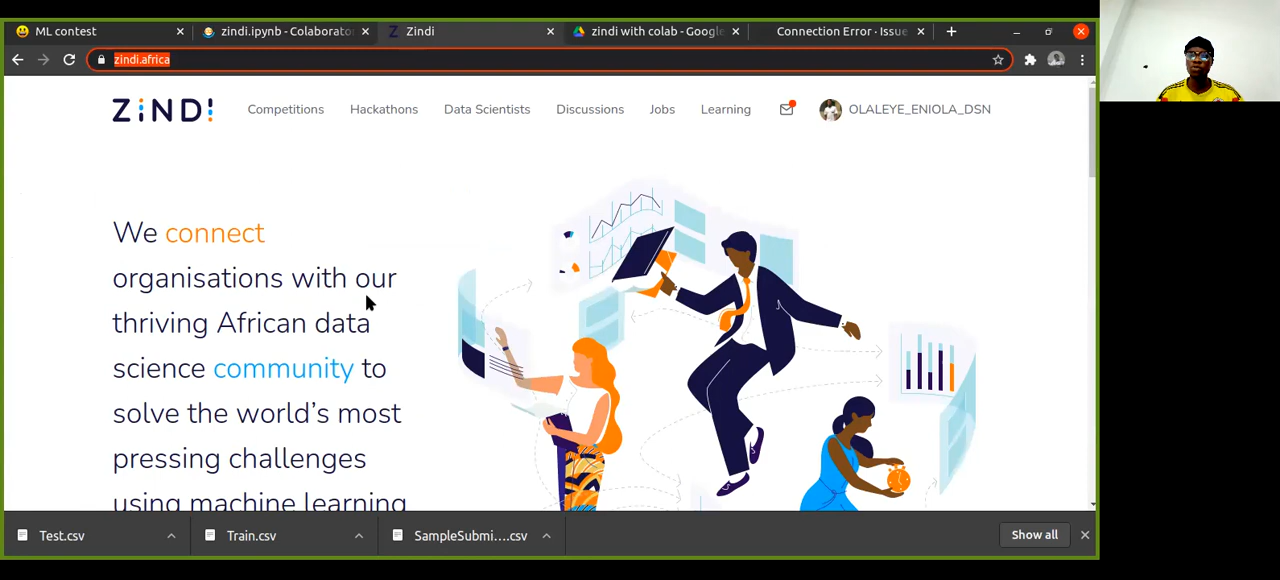 ML contest
zindi.ipynb - Colaborato
Zindi
zindi with colab - Google
Connection Error · Issue
zindi.africa
ZINDI
Competitions
Hackathons
Data Scientists
Discussions
Jobs
Learning
OLALEYE_ENIOLA_DSN
We connect
organisations with our
thriving African data
science community to
solve the world's most
pressing challenges
using machine learning
Test.csv
Train.csv
SampleSubmi....csv
Show all